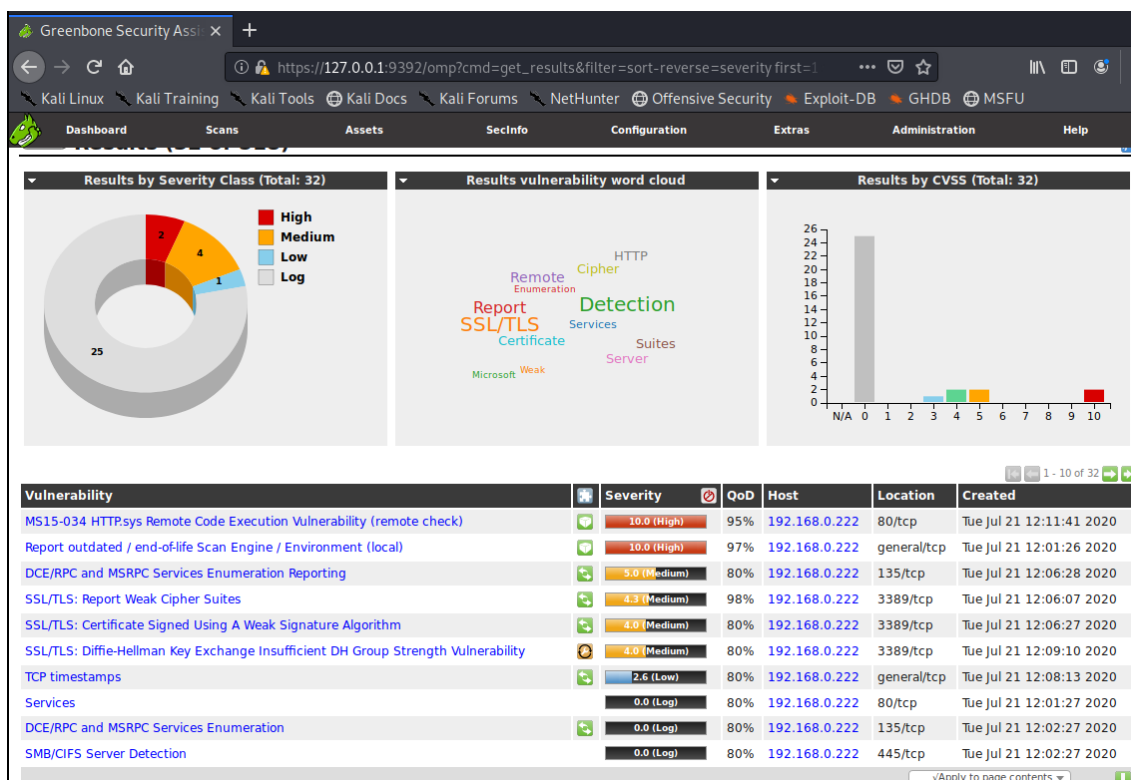 Greenbone Security Assi
https://127.0.0.1:9392/omp?cmd=get_results&filter=sort-reverse=severity first=1
Kali Linux Kali Training Kali Tools Kali Docs Kali Forums NetHunter Offensive Security Exploit-DB GHDB MSFU
Dashboard Scans Assets SecInfo Configuration Extras Administration Help
Results by Severity Class (Total: 32)
2
4
1
25
High
Medium
Low
Log
Results vulnerability word cloud
HTTP
Cipher
Remote
Enumeration
Detection
Report
SSL/TLS
Services
Certificate
Suites
Server
Microsoft
Weak
Results by CVSS (Total: 32)
26
24
22
20
18
16
14
12
10
8
6
4
2
0
N/A 0 1 2 3 4 5 6 7 8 9 10
1 - 10 of 32
Vulnerability Severity QoD Host Location Created
MS15-034 HTTP.sys Remote Code Execution Vulnerability (remote check) 10.0 (High) 95% 192.168.0.222 80/tcp Tue Jul 21 12:11:41 2020
Report outdated / end-of-life Scan Engine / Environment (local) 10.0 (High) 97% 192.168.0.222 general/tcp Tue Jul 21 12:01:26 2020
DCE/RPC and MSRPC Services Enumeration Reporting 5.0 (Medium) 80% 192.168.0.222 135/tcp Tue Jul 21 12:06:28 2020
SSL/TLS: Report Weak Cipher Suites 4.3 (Medium) 98% 192.168.0.222 3389/tcp Tue Jul 21 12:06:07 2020
SSL/TLS: Certificate Signed Using A Weak Signature Algorithm 4.0 (Medium) 80% 192.168.0.222 3389/tcp Tue Jul 21 12:06:27 2020
SSL/TLS: Diffie-Hellman Key Exchange Insufficient DH Group Strength Vulnerability 4.0 (Medium) 80% 192.168.0.222 3389/tcp Tue Jul 21 12:09:10 2020
TCP timestamps 2.6 (Low) 80% 192.168.0.222 general/tcp Tue Jul 21 12:08:13 2020
Services 0.0 (Log) 80% 192.168.0.222 80/tcp Tue Jul 21 12:01:27 2020
DCE/RPC and MSRPC Services Enumeration 0.0 (Log) 80% 192.168.0.222 135/tcp Tue Jul 21 12:02:27 2020
SMB/CIFS Server Detection 0.0 (Log) 80% 192.168.0.222 445/tcp Tue Jul 21 12:02:27 2020
√Apply to page contents